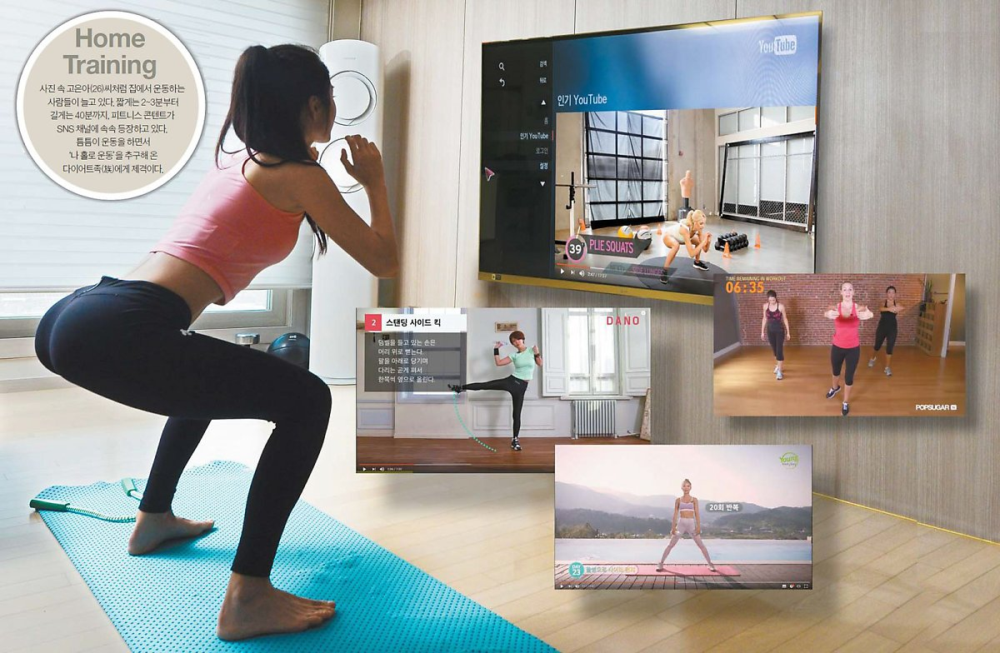 Home
Training
사진 속 고은아(26)씨처럼 집에서 운동하는
사람들이 늘고 있다. 짧게는 2~3분부터
길게는 40분까지, 피트니스 콘텐트가
SNS 채널에 속속 등장하고 있다.
틈틈이 운동을 하면서
'나 홀로 운동'을 추구해 온
다이어트족(族)에게 제격이다.
YouTube
검색
뒤로
인기 YouTube
홈
인기 YouTube
로그인
설정
39
PLIE SQUATS
2:41 / 12:37
TIME REMAINING IN WORKOUT
06:35
POPSUGAR
2 스탠딩 사이드 킥
DANO
덤벨을 들고 있는 손은
머리 위로 뻗는다.
팔을 아래로 당기며
다리는 곧게 펴서
한쪽씩 옆으로 올린다.
20회 반복
DAY
23